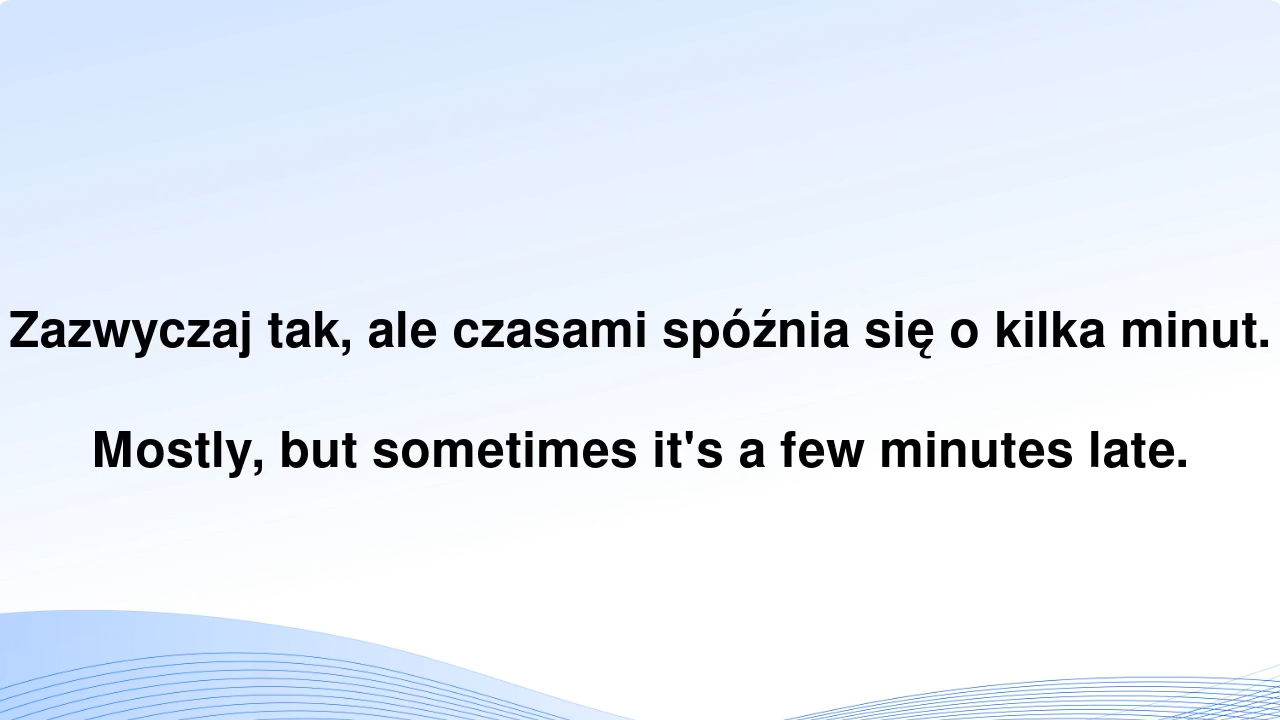 Zazwyczaj tak, ale czasami spóźnia się o kilka minut.
Mostly, but sometimes it's a few minutes late.